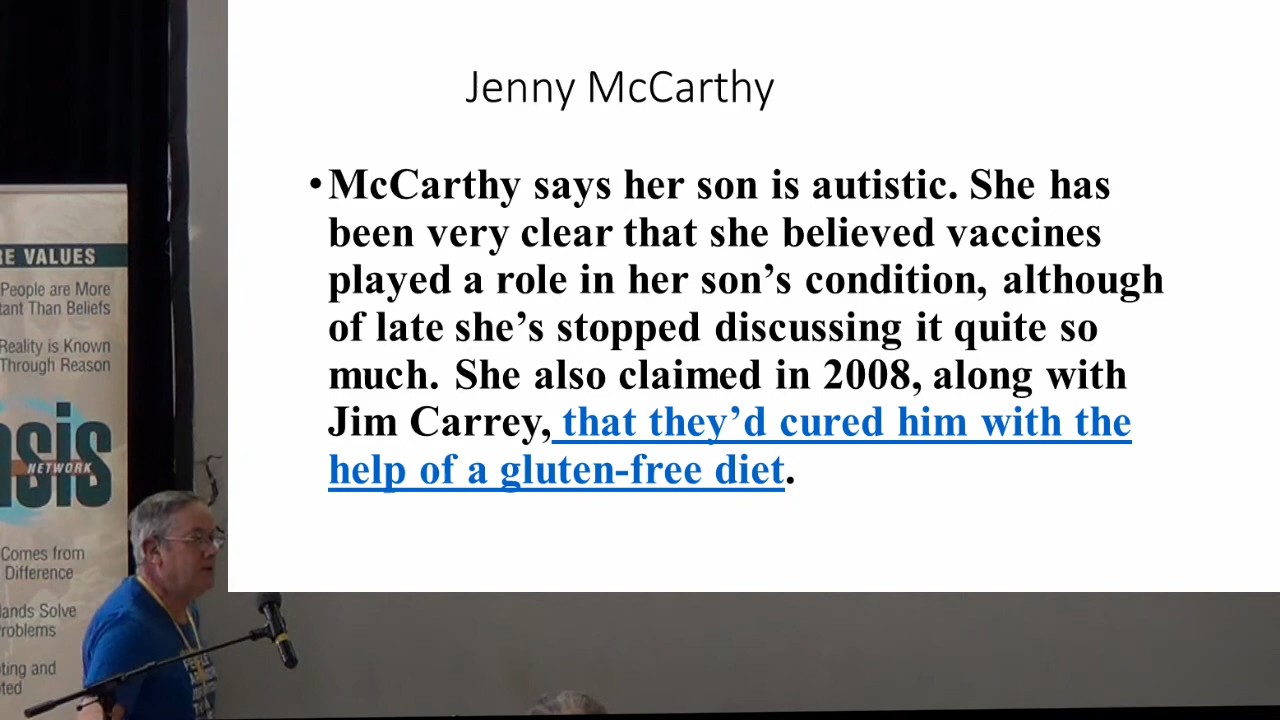 Jenny McCarthy
•McCarthy says her son is autistic. She has
been very clear that she believed vaccines
played a role in her son’s condition, although
of late she’s stopped discussing it quite so
much. She also claimed in 2008, along with
Jim Carrey, that they’d cured him with the
help of a gluten-free diet.
RE VALUES
People are More
tant Than Beliefs
Reality is Known
Through Reason
asis
NETWORK
Comes from
Difference
ands Solve
roblems
ting and
ted